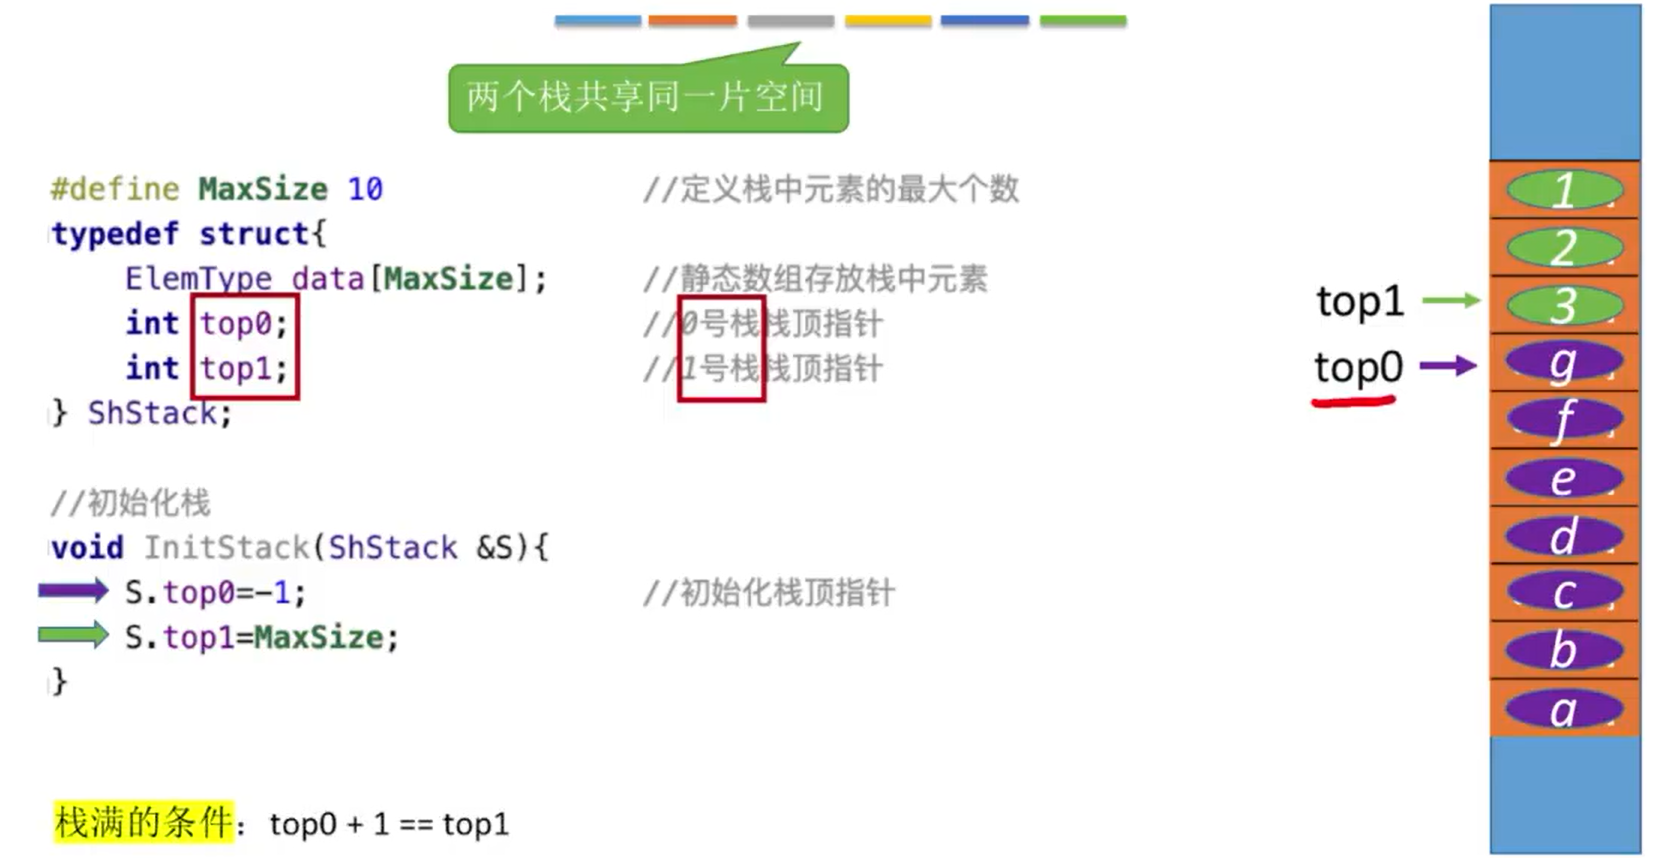 两个栈共享同一片空间
#define MaxSize 10 //定义栈中元素的最大个数
typedef struct{
ElemType data[MaxSize]; //静态数组存放栈中元素
int top0; //0号栈栈顶指针
int top1; //1号栈栈顶指针
} ShStack;
//初始化栈
void InitStack(ShStack &S){
S.top0=-1; //初始化栈顶指针
S.top1=MaxSize;
}
栈满的条件：top0 + 1 == top1
1
2
top1 3
top0 g
f
e
d
c
b
a